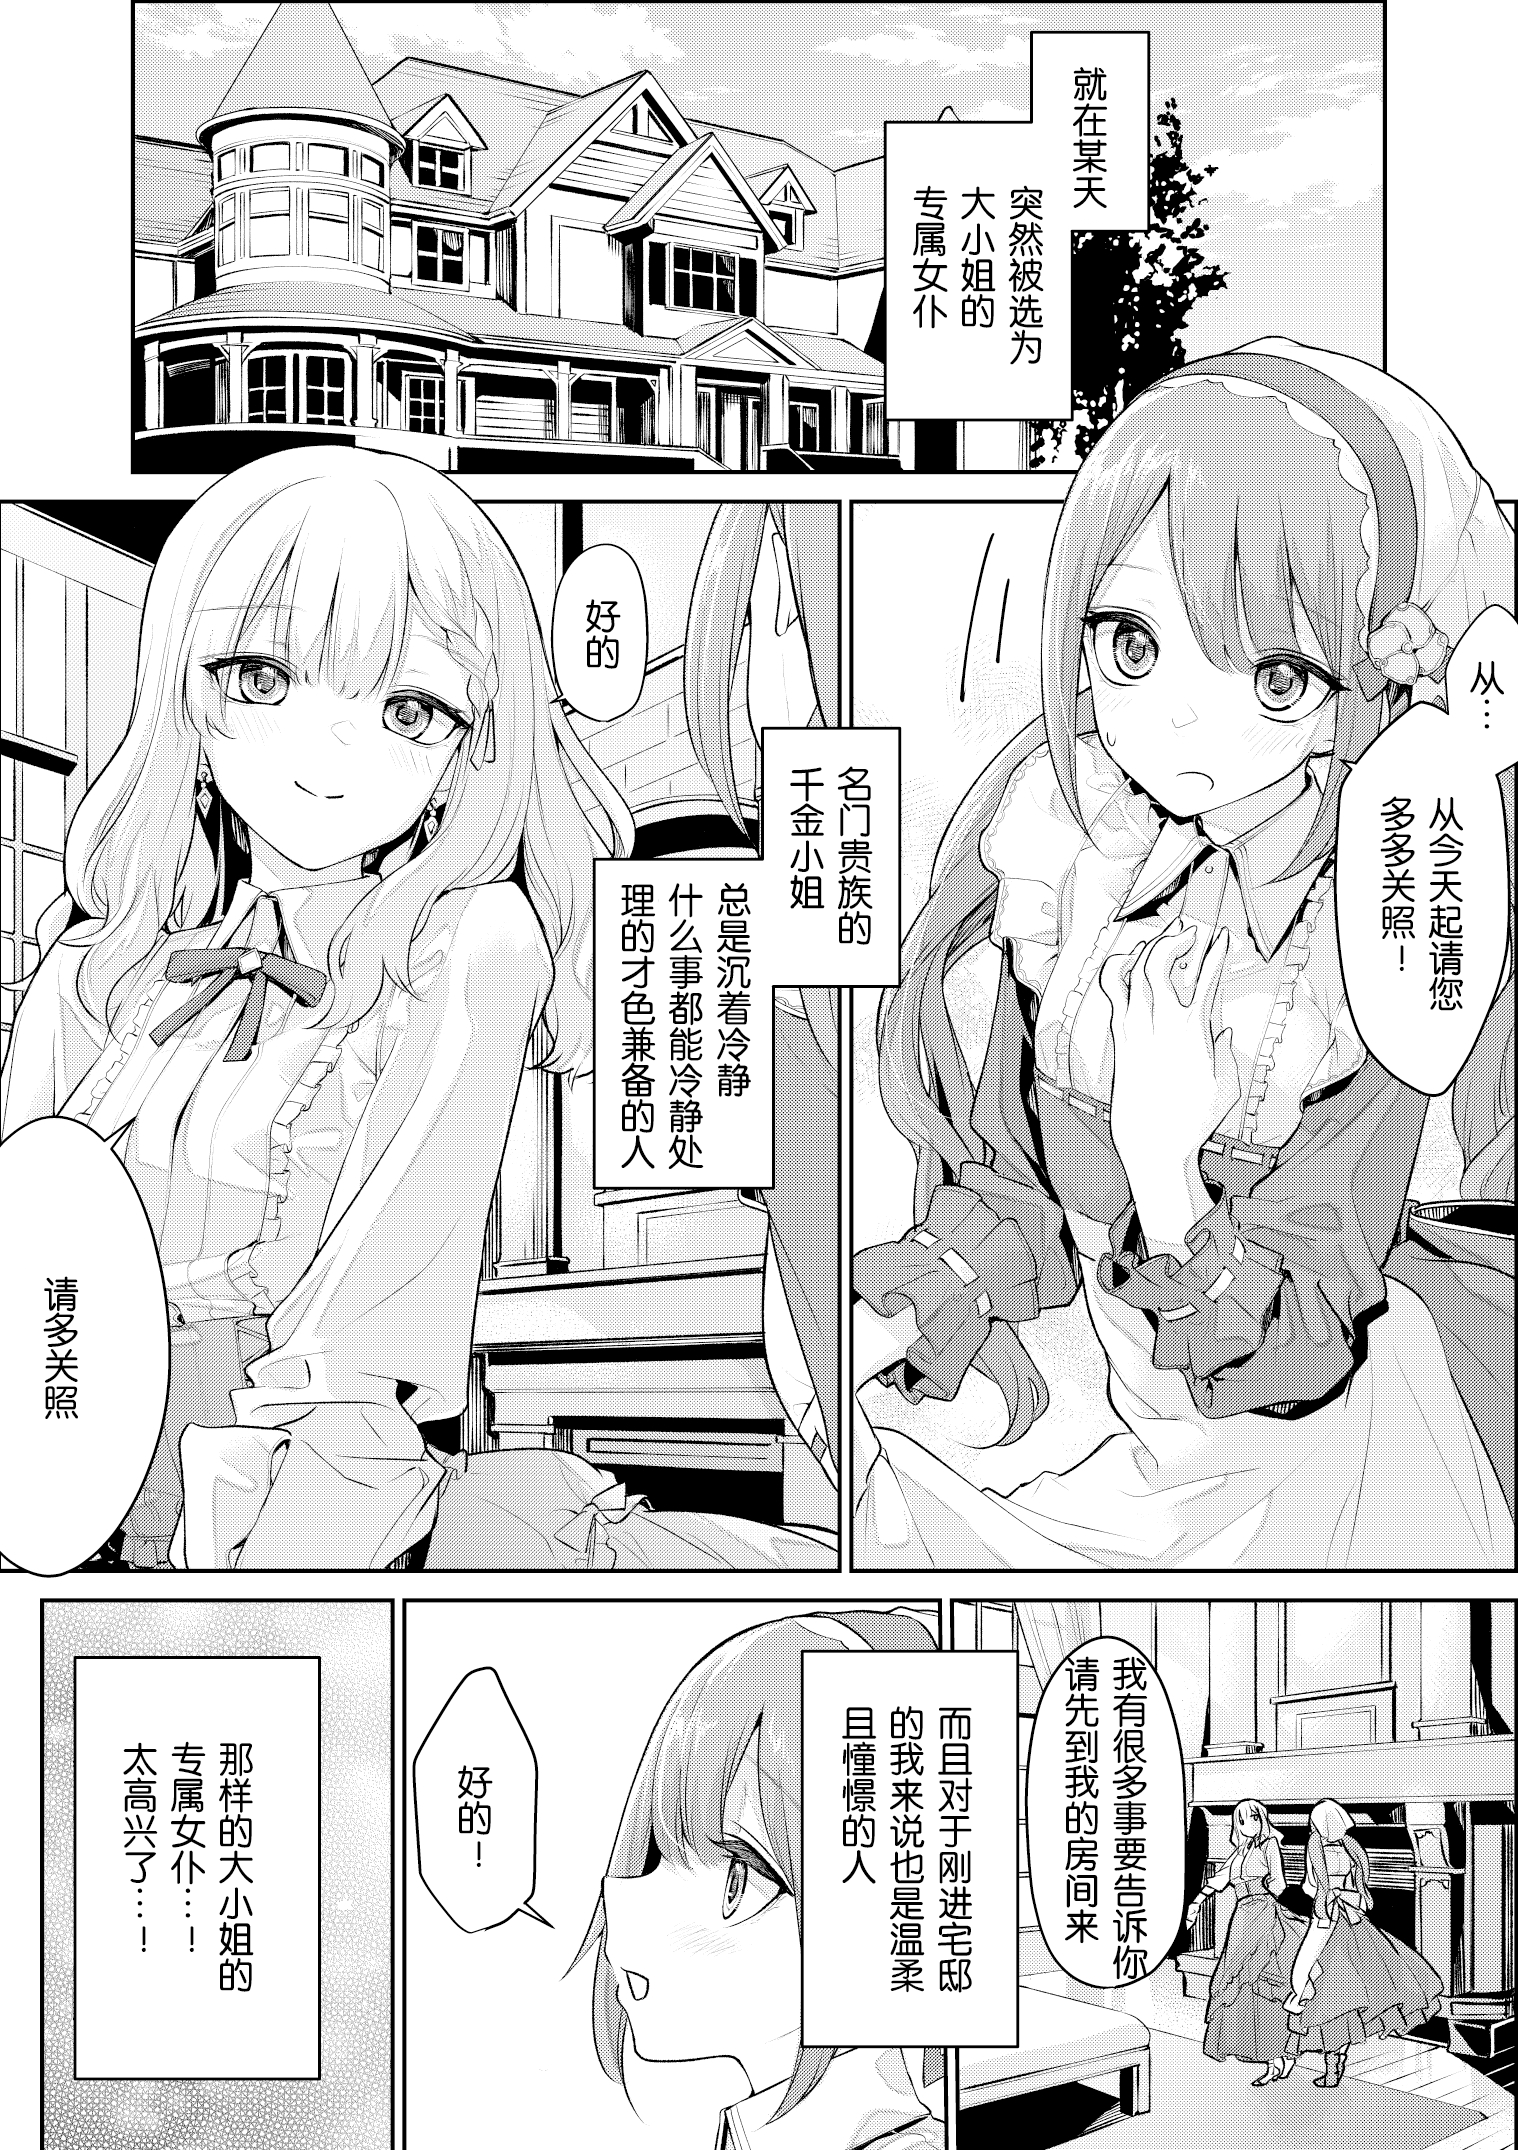 就在某天
突然被选为
大小姐的
专属女仆
从…
从今天起请您
多多关照！
好的
名门贵族的
千金小姐
总是沉着冷静
什么事都能冷静处
理的才色兼备的人
请多关照
我有很多事要告诉你
请先到我的房间来
而且对于刚进宅邸
的我来说也是温柔
且憧憬的人
好的！
那样的大小姐的
专属女仆…！
太高兴了…！